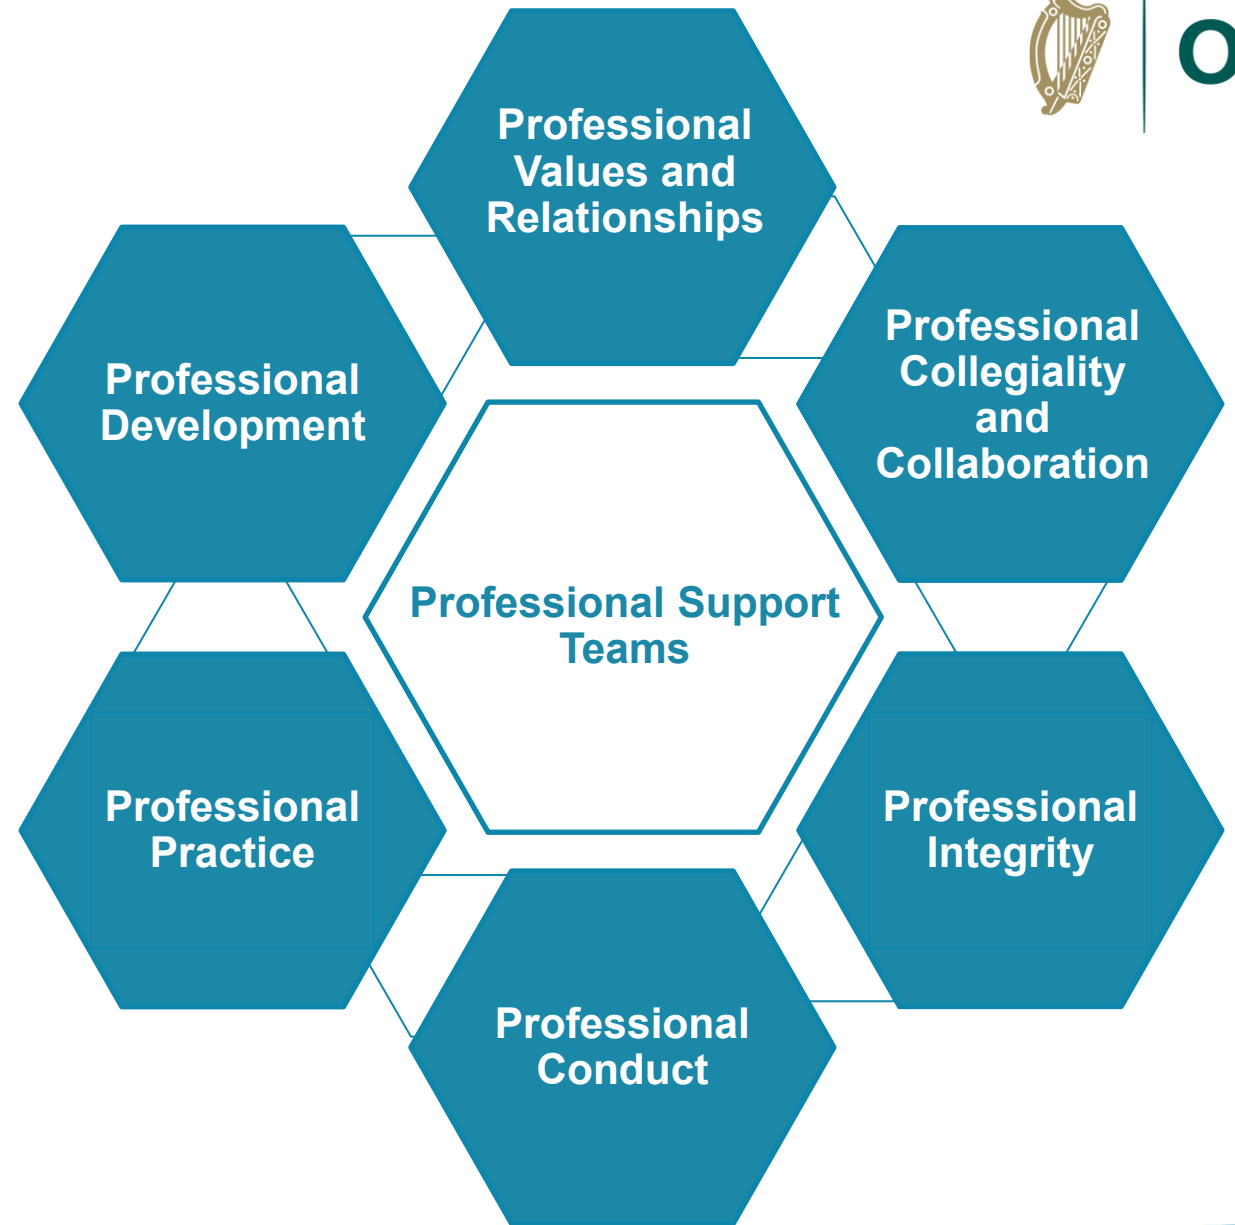 O
Professional
Values and
Relationships
Professional
Collegiality
and
Collaboration
Professional
Development
Professional Support
Teams
Professional
Practice
Professional
Integrity
Professional
Conduct